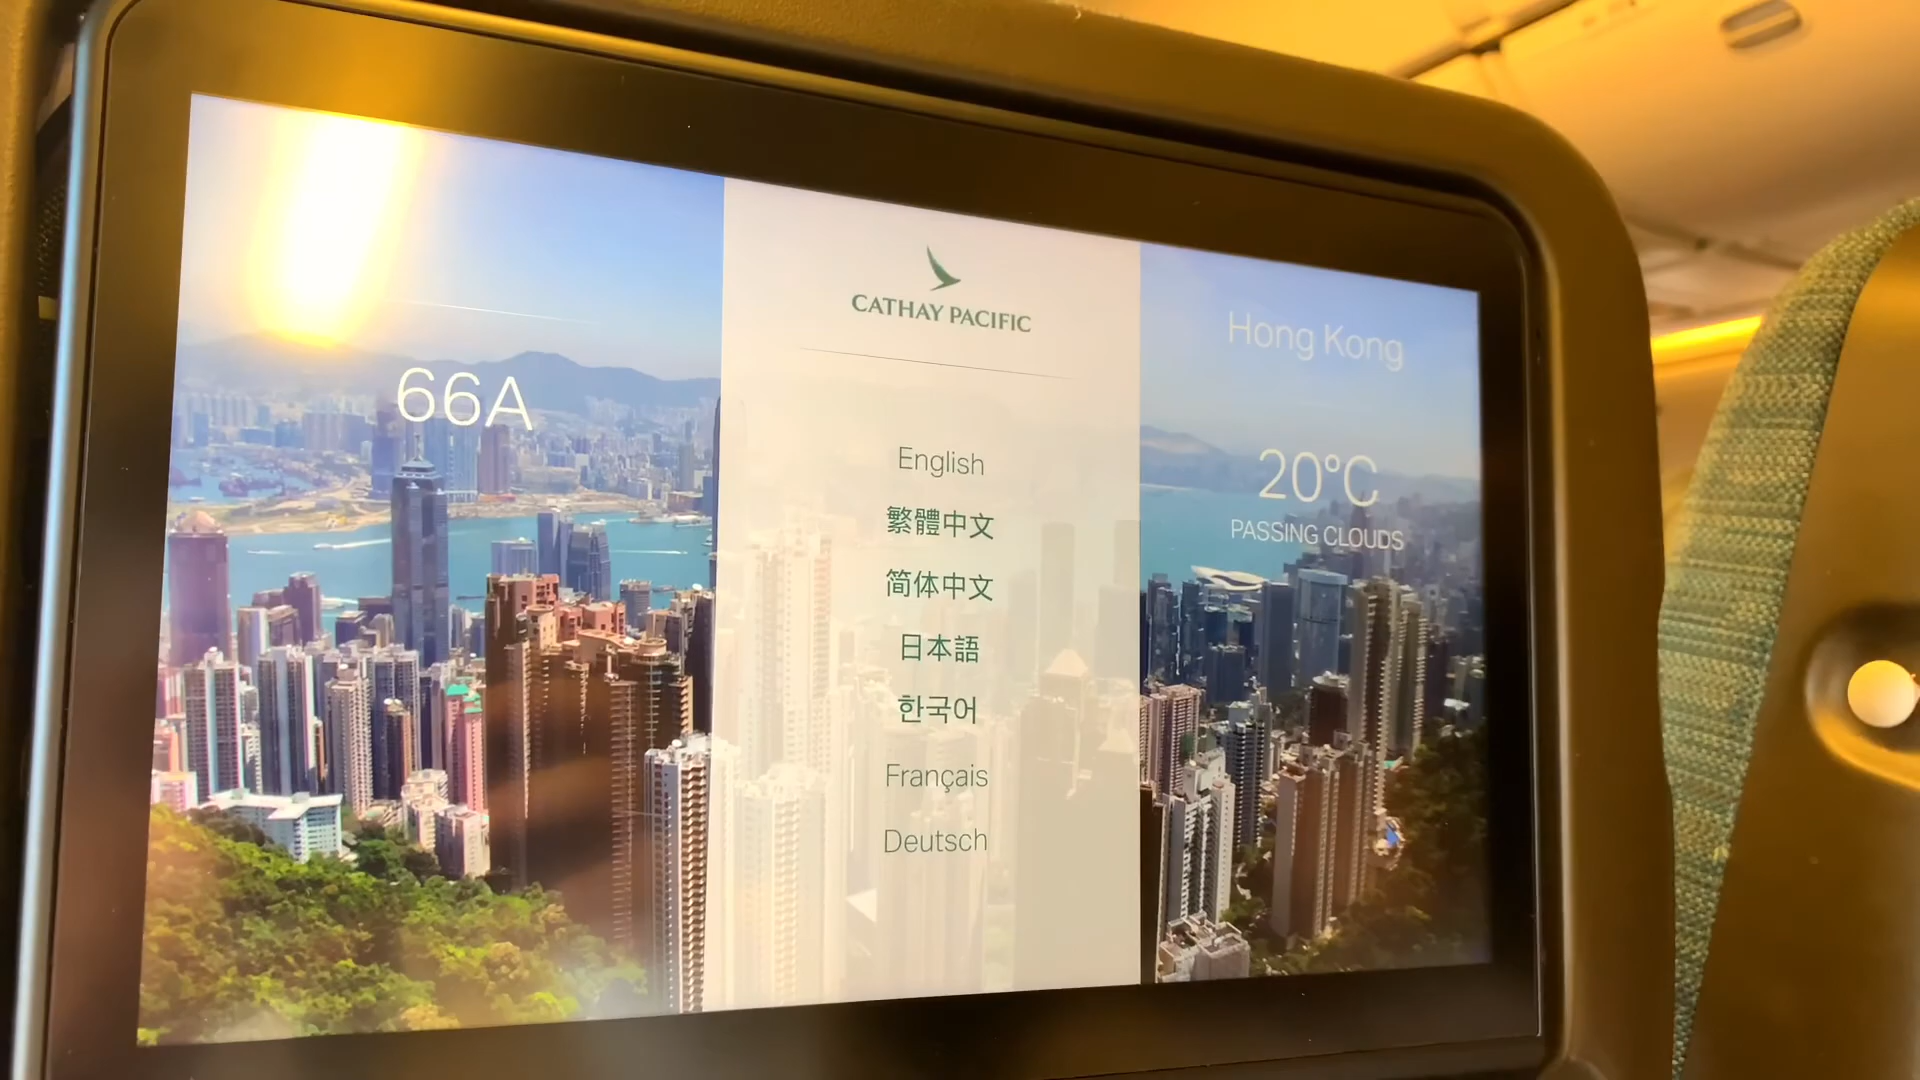 66A
CATHAY PACIFIC
English
繁體中文
简体中文
日本語
한국어
Français
Deutsch
Hong Kong
20°C
PASSING CLOUDS